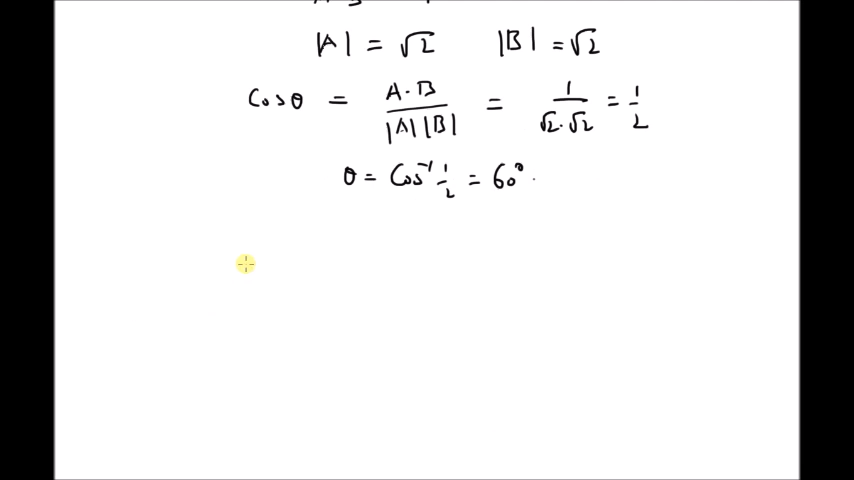 |A| = √2 |B| = √2
Cosθ = A·B / |A||B| = 1 / √2·√2 = 1/2
θ = Cos⁻¹ 1/2 = 60°.